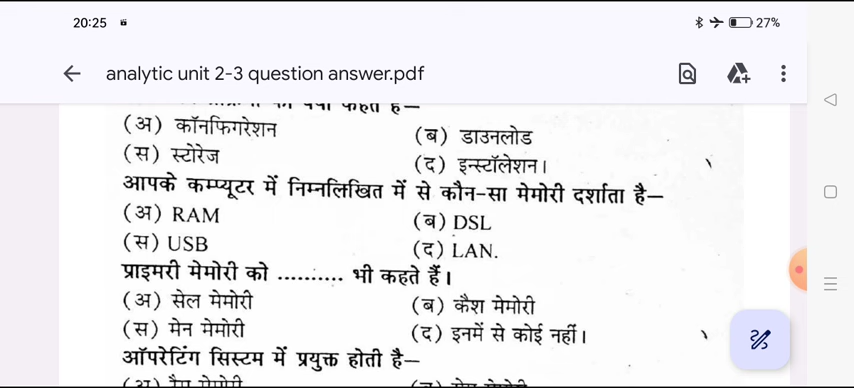 20:25
27%
analytic unit 2-3 question answer.pdf
कहते हैं—
(अ) कॉनफिगरेशन (ब) डाउनलोड
(स) स्टोरेज (द) इन्स्टॉलेशन।
आपके कम्प्यूटर में निम्नलिखित में से कौन-सा मेमोरी दर्शाता है—
(अ) RAM (ब) DSL
(स) USB (द) LAN.
प्राइमरी मेमोरी को .......... भी कहते हैं।
(अ) सेल मेमोरी (ब) कैश मेमोरी
(स) मेन मेमोरी (द) इनमें से कोई नहीं।
ऑपरेटिंग सिस्टम में प्रयुक्त होती है—